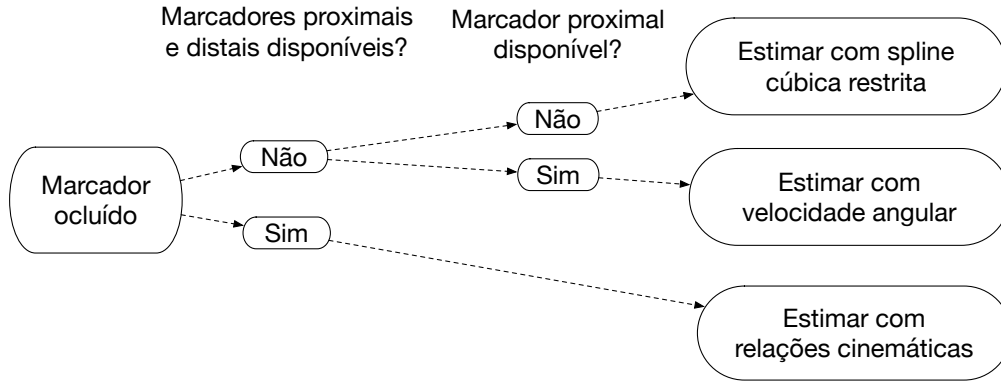 Marcadores proximais
e distais disponíveis?
Marcador proximal
disponível?
Estimar com spline
cúbica restrita
Não
Não
Sim
Marcador
ocluído
Estimar com
velocidade angular
Sim
Estimar com
relações cinemáticas